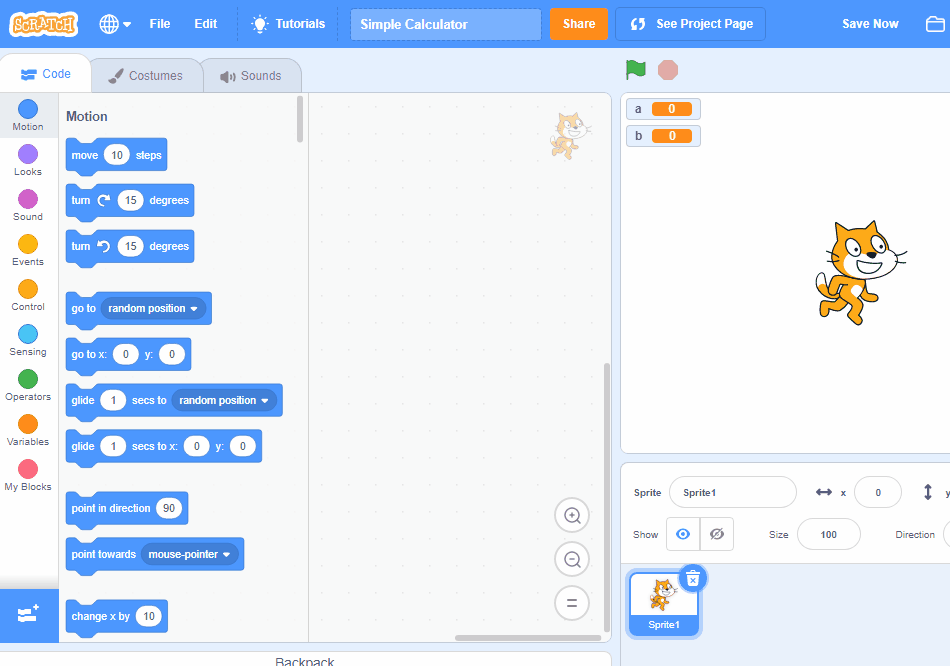 SCRATCH File Edit Tutorials Simple Calculator Share See Project Page Save Now
Code Costumes Sounds
Motion
Looks
Sound
Events
Control
Sensing
Operators
Variables
My Blocks
Motion
move 10 steps
turn 15 degrees
turn 15 degrees
go to random position
go to x: 0 y: 0
glide 1 secs to random position
glide 1 secs to x: 0 y: 0
point in direction 90
point towards mouse-pointer
change x by 10
a 0
b 0
Sprite Sprite1 x 0 y
Show Size 100 Direction
Sprite1
Backpack